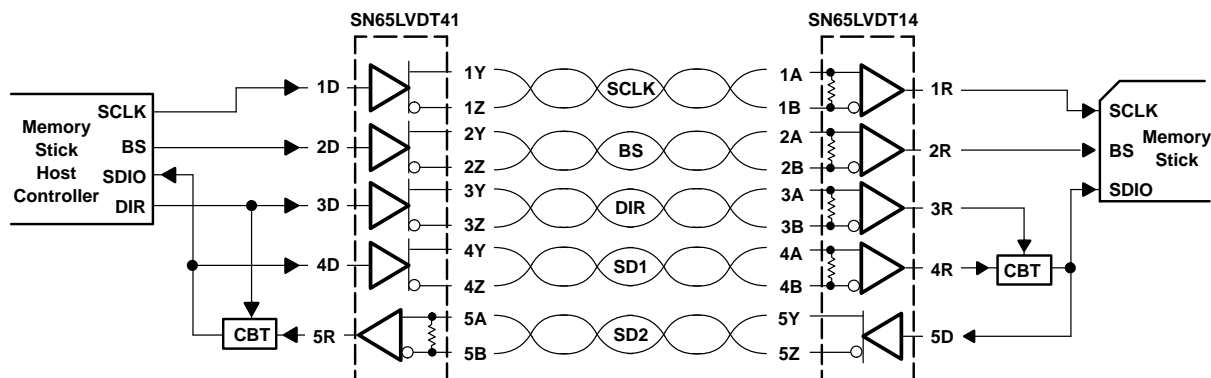 SN65LVDT41
SN65LVDT14
Memory
Stick
Host
Controller
SCLK
BS
SDIO
DIR
1D
2D
3D
4D
CBT
5R
1Y
1Z
2Y
2Z
3Y
3Z
4Y
4Z
5A
5B
SCLK
BS
DIR
SD1
SD2
1A
1B
2A
2B
3A
3B
4A
4B
5Y
5Z
1R
2R
3R
4R
CBT
5D
SCLK
BS
SDIO
Memory
Stick